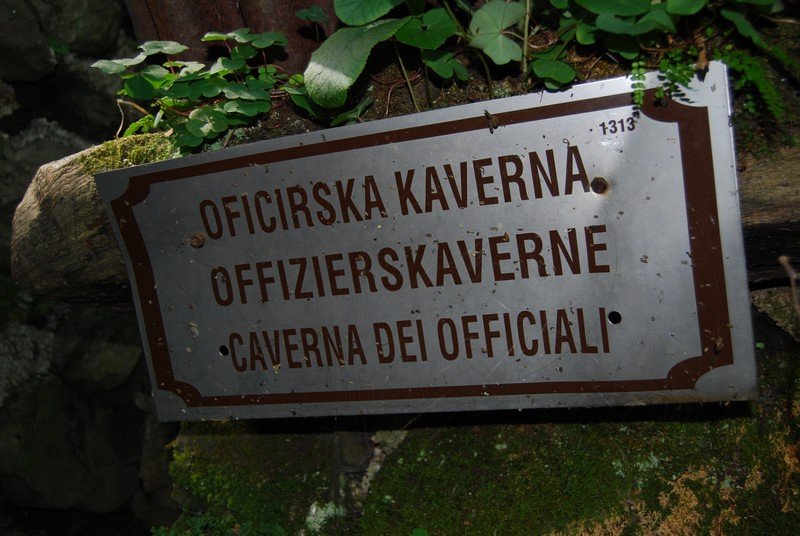 1313
OFICIRSKA KAVERNA
OFFIZIERSKAVERNE
CAVERNA DEI OFFICIALI